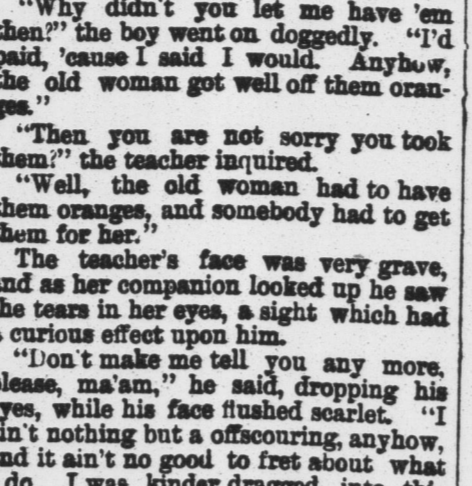 "Why didn't you let me have 'em
then?" the boy went on doggedly. "I'd
paid, 'cause I said I would. Anyhow,
the old woman got well off them oran-
ges."
"Then you are not sorry you took
them?" the teacher inquired.
"Well, the old woman had to have
them oranges, and somebody had to get
them for her."
The teacher's face was very grave,
and as her companion looked up he saw
the tears in her eyes, a sight which had
a curious effect upon him.
"Don't make me tell you any more,
please, ma'am," he said, dropping his
eyes, while his face flushed scarlet. "I
ain't nothing but a offscouring, anyhow,
and it ain't no good to fret about what
I do. I was kinder dragged into